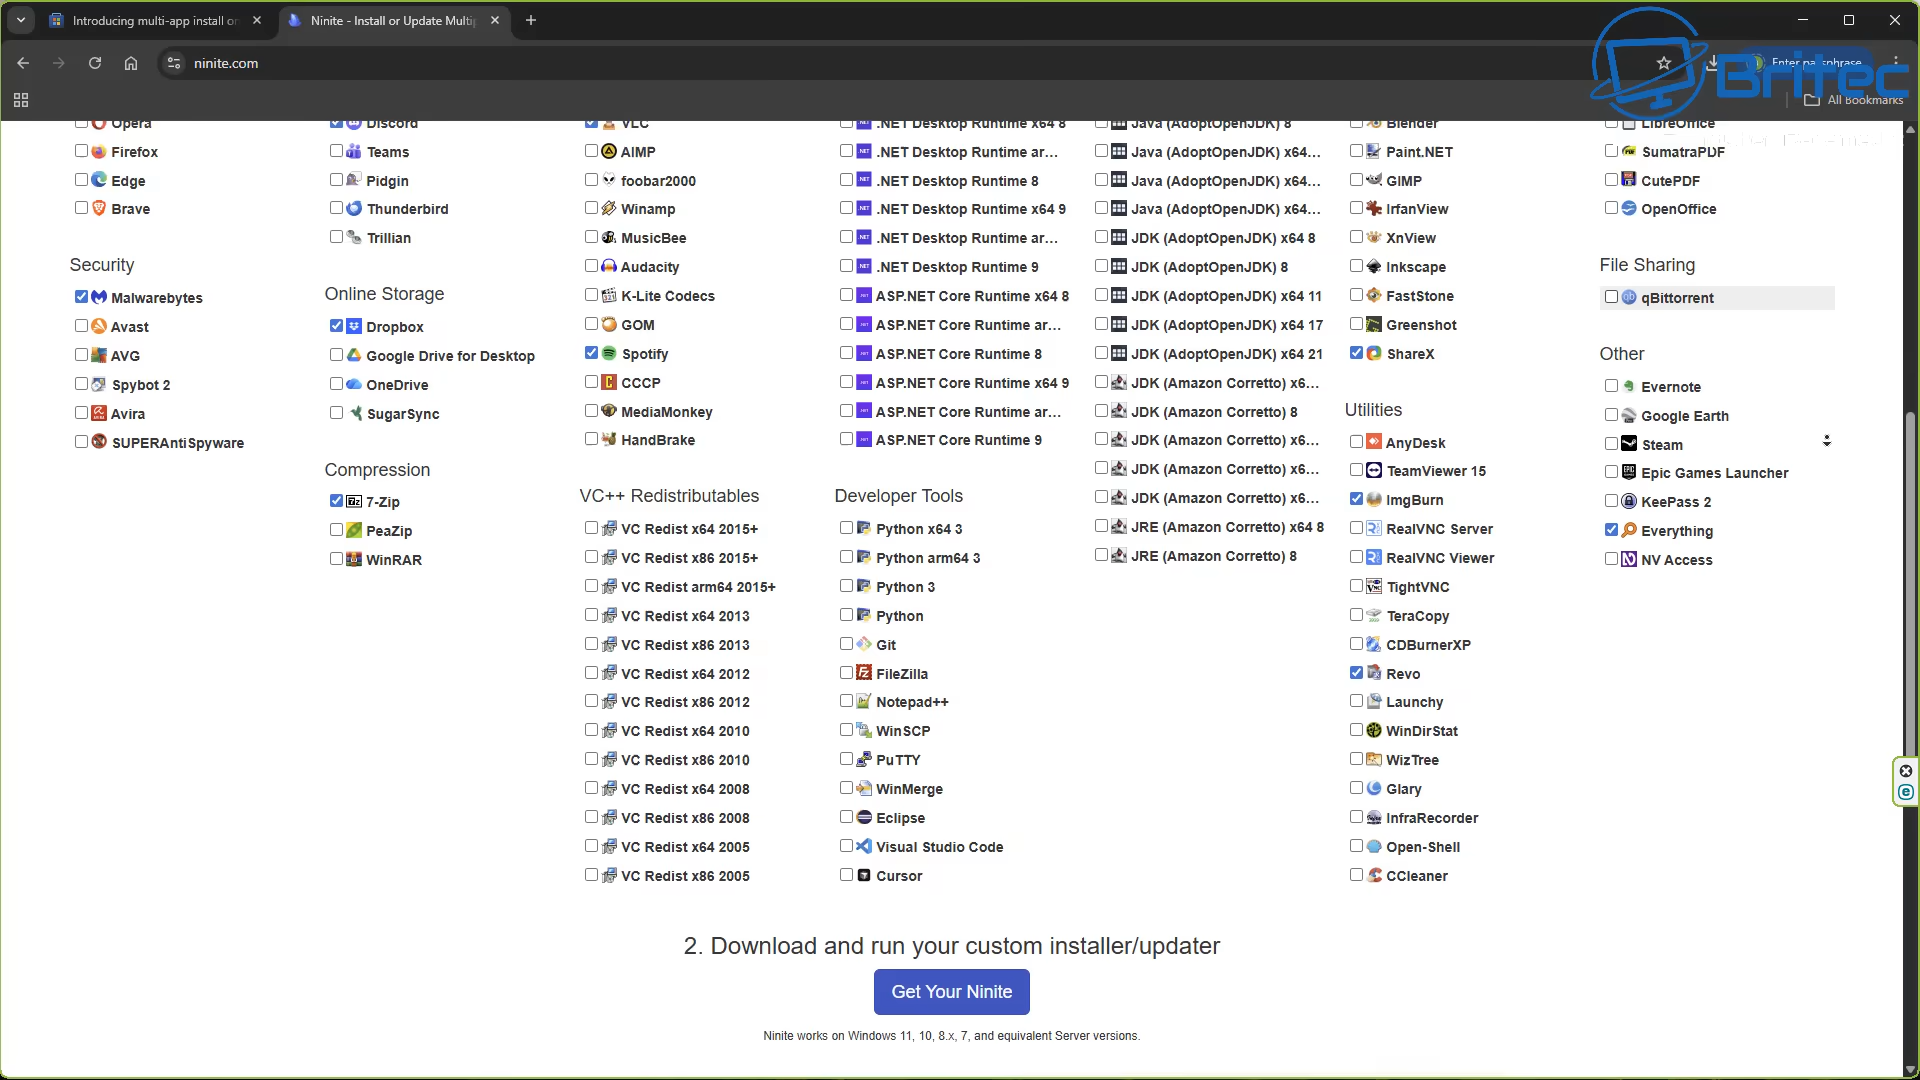 Introducing multi-app install or
Ninite - Install or Update Multip
ninite.com
Enter passphrase
Britec
All Bookmarks
Opera
Firefox
Edge
Brave
Security
Malwarebytes
Avast
AVG
Spybot 2
Avira
SUPERAntiSpyware
Discord
Teams
Pidgin
Thunderbird
Trillian
Online Storage
Dropbox
Google Drive for Desktop
OneDrive
SugarSync
Compression
7-Zip
PeaZip
WinRAR
VLC
AIMP
foobar2000
Winamp
MusicBee
Audacity
K-Lite Codecs
GOM
Spotify
CCCP
MediaMonkey
HandBrake
VC++ Redistributables
VC Redist x64 2015+
VC Redist x86 2015+
VC Redist arm64 2015+
VC Redist x64 2013
VC Redist x86 2013
VC Redist x64 2012
VC Redist x86 2012
VC Redist x64 2010
VC Redist x86 2010
VC Redist x64 2008
VC Redist x86 2008
VC Redist x64 2005
VC Redist x86 2005
.NET Desktop Runtime x64 8
.NET Desktop Runtime ar...
.NET Desktop Runtime 8
.NET Desktop Runtime x64 9
.NET Desktop Runtime ar...
.NET Desktop Runtime 9
ASP.NET Core Runtime x64 8
ASP.NET Core Runtime ar...
ASP.NET Core Runtime 8
ASP.NET Core Runtime x64 9
ASP.NET Core Runtime ar...
ASP.NET Core Runtime 9
Developer Tools
Python x64 3
Python arm64 3
Python 3
Python
Git
FileZilla
Notepad++
WinSCP
PuTTY
WinMerge
Eclipse
Visual Studio Code
Cursor
Java (AdoptOpenJDK) 8
Java (AdoptOpenJDK) x64...
Java (AdoptOpenJDK) x64...
Java (AdoptOpenJDK) x64...
JDK (AdoptOpenJDK) x64 8
JDK (AdoptOpenJDK) 8
JDK (AdoptOpenJDK) x64 11
JDK (AdoptOpenJDK) x64 17
JDK (AdoptOpenJDK) x64 21
JDK (Amazon Corretto) x6...
JDK (Amazon Corretto) 8
JDK (Amazon Corretto) x6...
JDK (Amazon Corretto) x6...
JDK (Amazon Corretto) x6...
JRE (Amazon Corretto) x64 8
JRE (Amazon Corretto) 8
Blender
Paint.NET
GIMP
IrfanView
XnView
Inkscape
FastStone
Greenshot
ShareX
Utilities
AnyDesk
TeamViewer 15
ImgBurn
RealVNC Server
RealVNC Viewer
TightVNC
TeraCopy
CDBurnerXP
Revo
Launchy
WinDirStat
WizTree
Glary
InfraRecorder
Open-Shell
CCleaner
LibreOffice
SumatraPDF
CutePDF
OpenOffice
File Sharing
qBittorrent
Other
Evernote
Google Earth
Steam
Epic Games Launcher
KeePass 2
Everything
NV Access
2. Download and run your custom installer/updater
Get Your Ninite
Ninite works on Windows 11, 10, 8.x, 7, and equivalent Server versions.